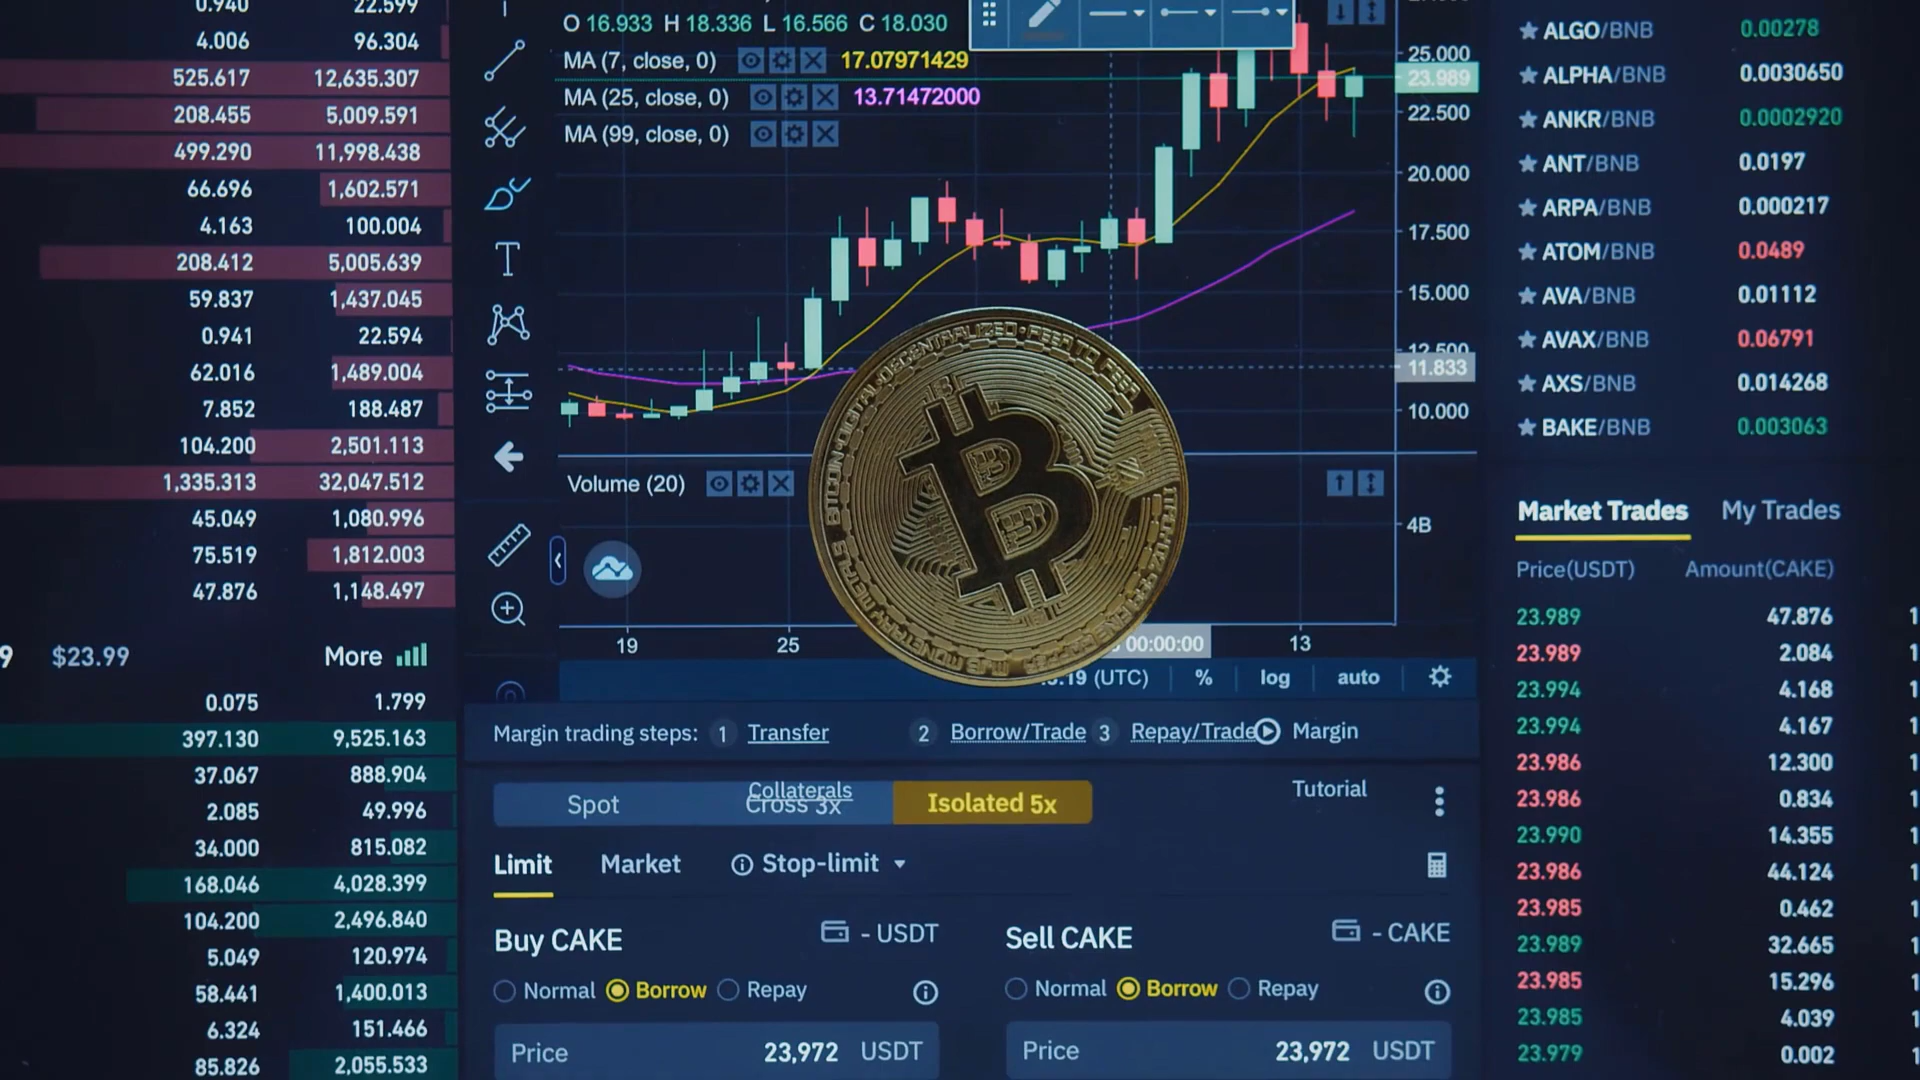 0.940 22.599
4.006 96.304
525.617 12,635.307
208.455 5,009.591
499.290 11,998.438
66.696 1,602.571
4.163 100.004
208.412 5,005.639
59.837 1,437.045
0.941 22.594
62.016 1,489.004
7.852 188.487
104.200 2,501.113
1,335.313 32,047.512
45.049 1,080.996
75.519 1,812.003
47.876 1,148.497
9 $23.99 More
0.075 1.799
397.130 9,525.163
37.067 888.904
2.085 49.996
34.000 815.082
168.046 4,028.399
104.200 2,496.840
5.049 120.974
58.441 1,400.013
6.324 151.466
85.826 2,055.533
O 16.933 H 18.336 L 16.566 C 18.030
MA (7, close, 0) 17.07971429
MA (25, close, 0) 13.71472000
MA (99, close, 0)
25.000
23.989
22.500
20.000
17.500
15.000
12.500
11.833
10.000
Volume (20)
4B
19 25 00:00:00 13
:19 (UTC) % log auto
BITCOIN
DIGITAL
DECENTRALIZED
PEER TO PEER
Margin trading steps: 1 Transfer 2 Borrow/Trade 3 Repay/Trade Margin
Tutorial
Collaterals
Spot Cross 3x Isolated 5x
Limit Market Stop-limit
Buy CAKE - USDT
Normal Borrow Repay
Price 23,972 USDT
Sell CAKE - CAKE
Normal Borrow Repay
Price 23,972 USDT
ALGO/BNB 0.00278
ALPHA/BNB 0.0030650
ANKR/BNB 0.0002920
ANT/BNB 0.0197
ARPA/BNB 0.000217
ATOM/BNB 0.0489
AVA/BNB 0.01112
AVAX/BNB 0.06791
AXS/BNB 0.014268
BAKE/BNB 0.003063
Market Trades My Trades
Price(USDT) Amount(CAKE)
23.989 47.876
23.989 2.084
23.994 4.168
23.994 4.167
23.986 12.300
23.986 0.834
23.990 14.355
23.986 44.124
23.985 0.462
23.989 32.665
23.985 15.296
23.985 4.039
23.979 0.002